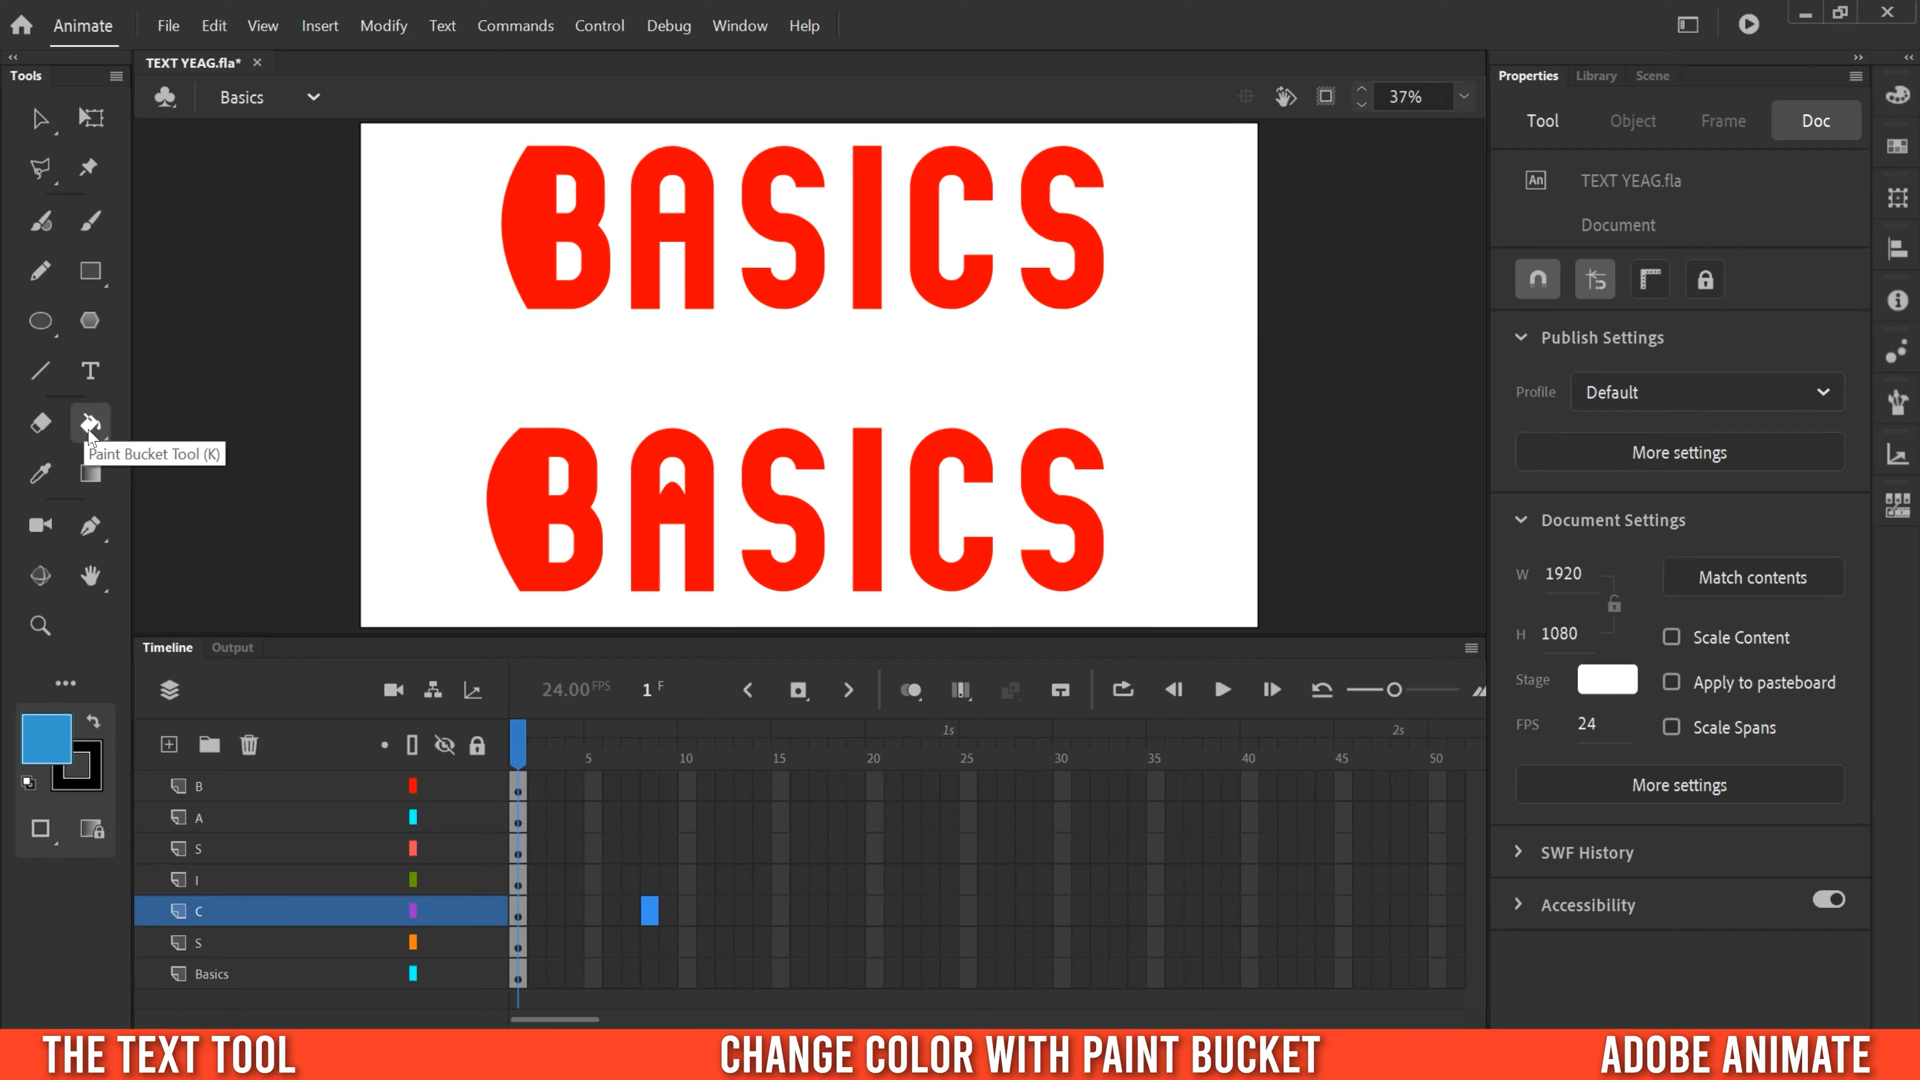 Animate File Edit View Insert Modify Commands Control Debug Window Help Text
Tools
TEXT YEAG.fla*
Basics
37%
BASICS
BASICS
Paint Bucket Tool (K)
T
Properties Library Scene
Tool Object Frame Doc
An TEXT YEAG.fla
Document
Publish Settings
Profile Default
More settings
Document Settings
W 1920
Match contents
H 1080
Scale Content
Stage
Apply to pasteboard
FPS 24
Scale Spans
More settings
SWF History
Accessibility
Timeline Output
24.00 FPS 1 F
1s 2s
5 10 15 20 25 30 35 40 45 50
B
A
S
I
C
S
Basics
THE TEXT TOOL
CHANGE COLOR WITH PAINT BUCKET
ADOBE ANIMATE